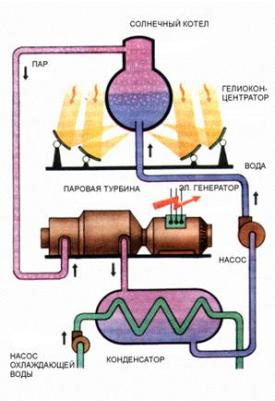 СОЛНЕЧНЫЙ КОТЕЛ
ПАР
ГЕЛИОКОН-
ЦЕНТРАТОР
ВОДА
ПАРОВАЯ ТУРБИНА
ЭЛ. ГЕНЕРАТОР
НАСОС
НАСОС
ОХЛАЖДАЮЩЕЙ
ВОДЫ
КОНДЕНСАТОР